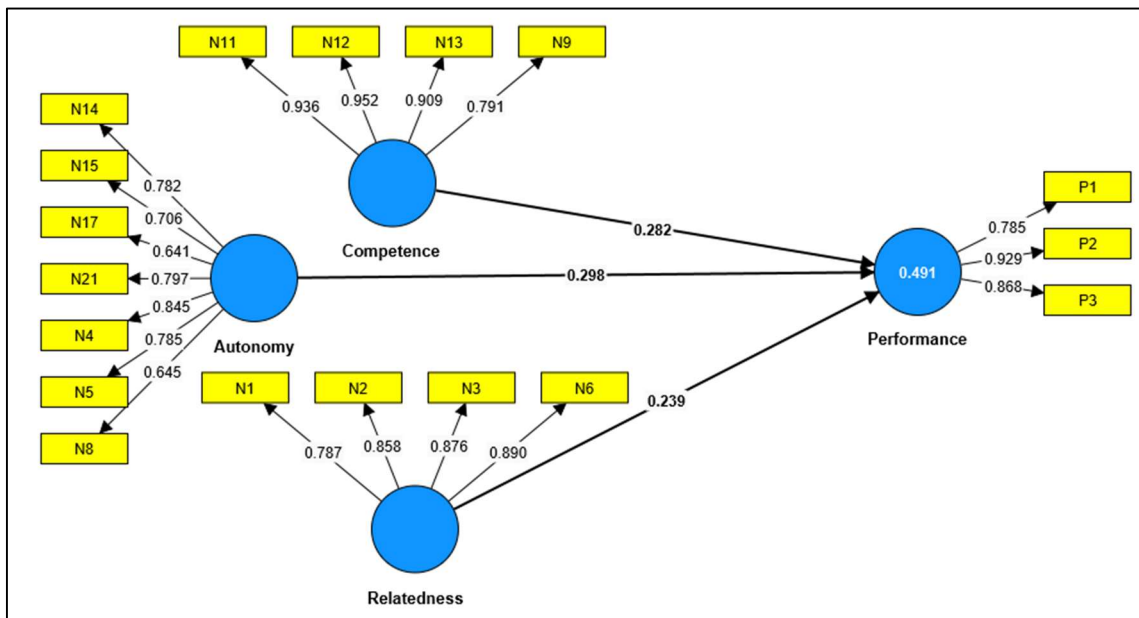 N11
N12
N13
N9
0.936
0.952
0.909
0.791
Competence
N14
N15
N17
N21
N4
N5
N8
0.782
0.706
0.641
0.797
0.845
0.785
0.645
Autonomy
N1
N2
N3
N6
0.787
0.858
0.876
0.890
Relatedness
0.282
0.298
0.239
0.491
Performance
P1
P2
P3
0.785
0.929
0.868